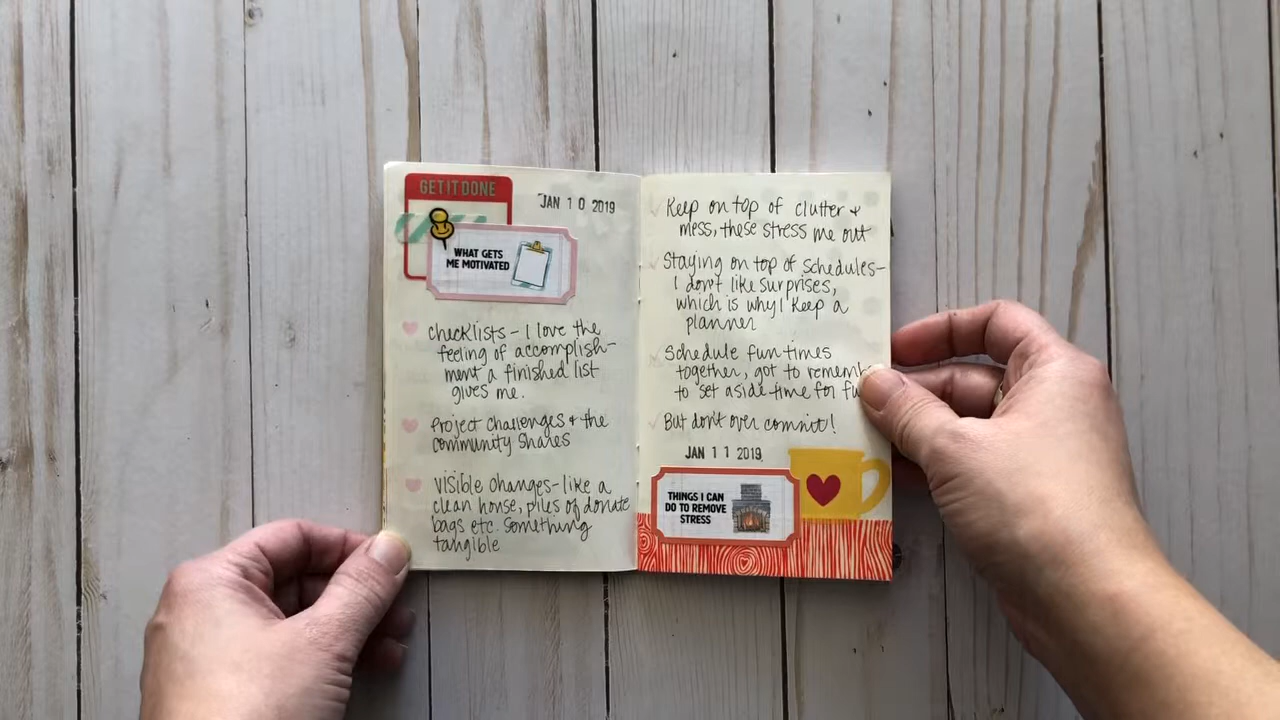 GET IT DONE
JAN 10 2019
WHAT GETS
ME MOTIVATED
checklists - I love the
feeling of accomplish-
ment a finished list
gives me.
Project challenges & the
community shares
visible changes - like a
clean house, piles of donate
bags etc. something
tangible
Keep on top of clutter &
mess, these stress me out
Staying on top of schedules -
I don't like surprises,
which is why I keep a
planner
Schedule fun times
together, got to remember
to set aside time for
But don't over commit!
JAN 11 2019
THINGS I CAN
DO TO REMOVE
STRESS